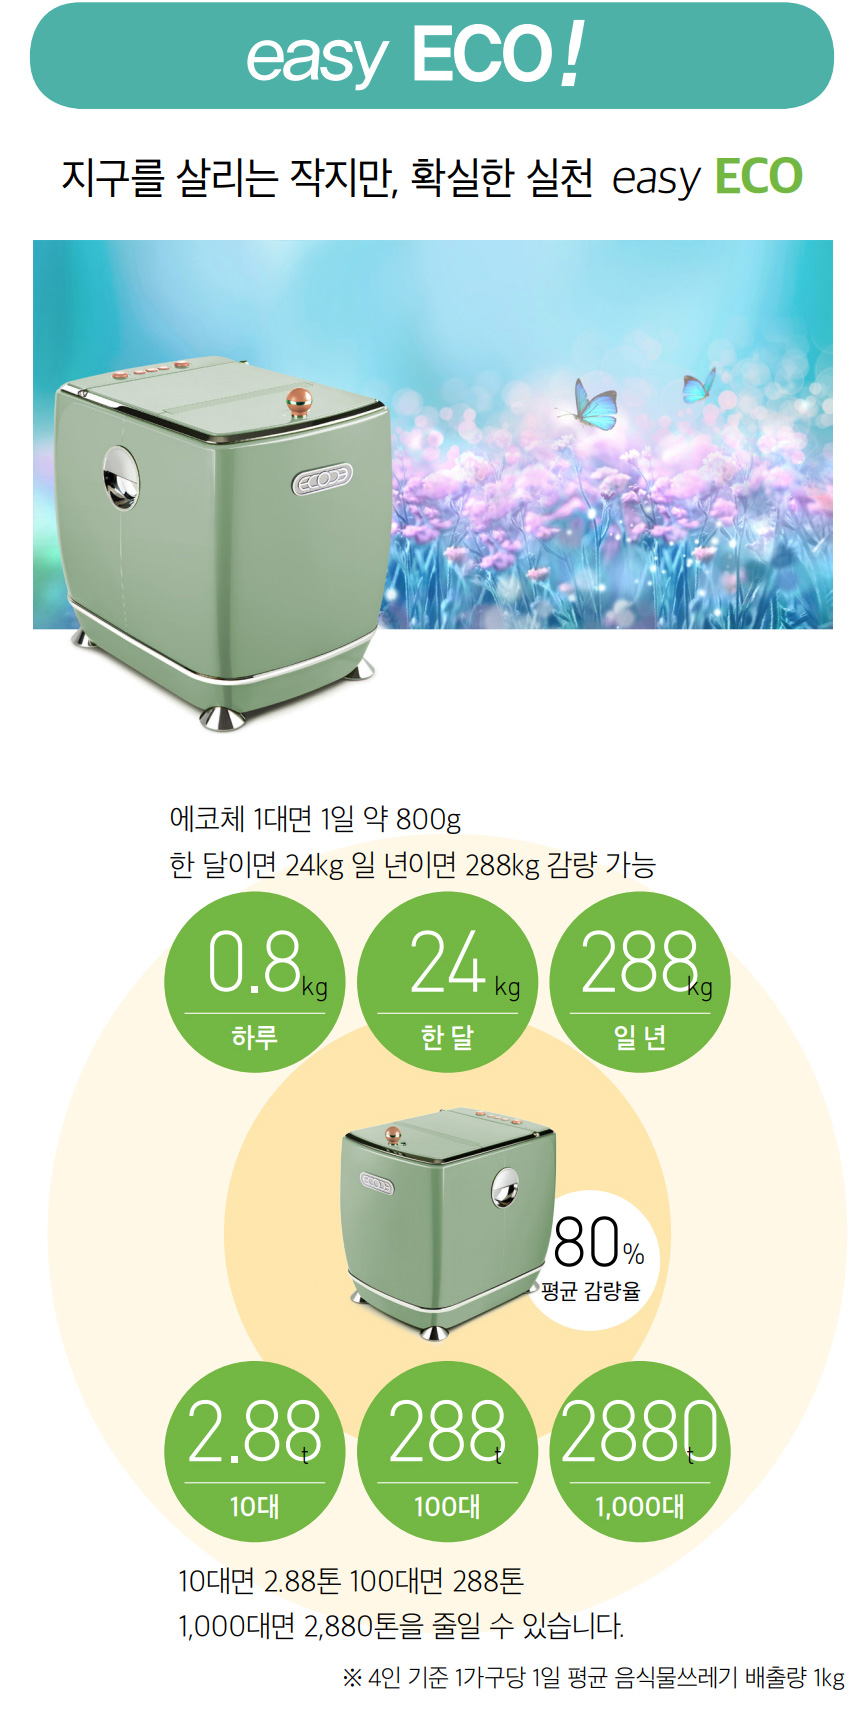 easy ECO!
지구를 살리는 작지만, 확실한 실천 easy ECO
ECODE
에코체 1대면 1일 약 800g
한 달이면 24kg 일 년이면 288kg 감량 가능
0.8kg 24kg 288kg
하루 한 달 일 년
ECODE
80%
평균 감량율
2.88t 288t 2880t
10대 100대 1,000대
10대면 2.88톤 100대면 288톤
1,000대면 2,880톤을 줄일 수 있습니다.
※ 4인 기준 1가구당 1일 평균 음식물쓰레기 배출량 1kg